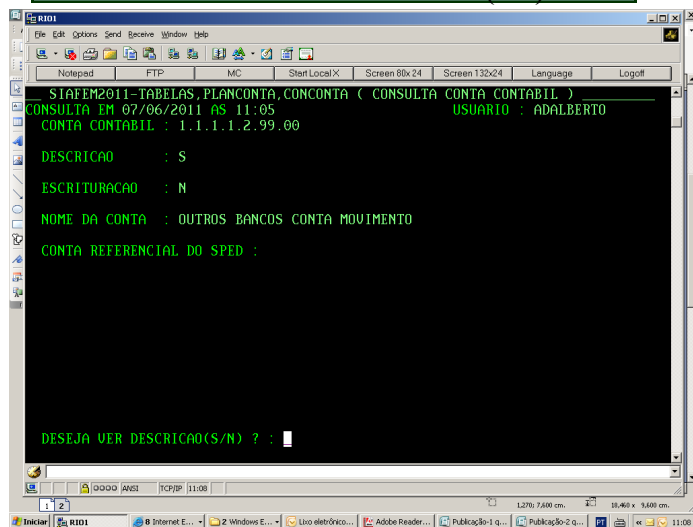 RIO1
File Edit Options Send Receive Window Help
Notepad FTP MC Start Local X Screen 80x 24 Screen 132x24 Language Logoff
__ SIAFEM2011-TABELAS,PLANCONTA,CONCONTA ( CONSULTA CONTA CONTABIL ) ________
CONSULTA EM 07/06/2011 AS 11:05 USUARIO : ADALBERTO
CONTA CONTABIL : 1.1.1.1.2.99.00
DESCRICAO : S
ESCRITURACAO : N
NOME DA CONTA : OUTROS BANCOS CONTA MOVIMENTO
CONTA REFERENCIAL DO SPED :
DESEJA VER DESCRICAO(S/N) ? :
ANSI TCP/IP 11:08
1 2 1,270; 7,600 cm. 18,460 x 9,600 cm.
Iniciar RIO1 8 Internet E... 2 Windows E... Lixo eletrônico... Adobe Reader... Publicação-1 q... Publicação-2 q... PT